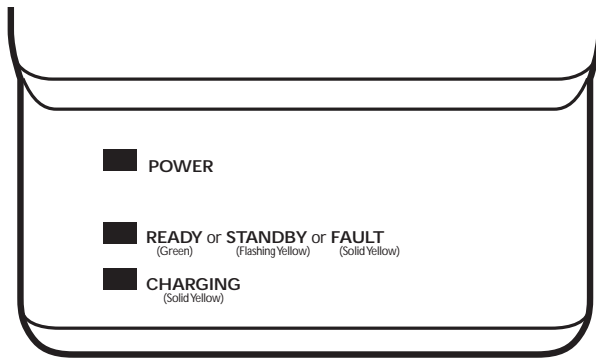 POWER
READY or STANDBY or FAULT
(Green) (Flashing Yellow) (Solid Yellow)
CHARGING
(Solid Yellow)